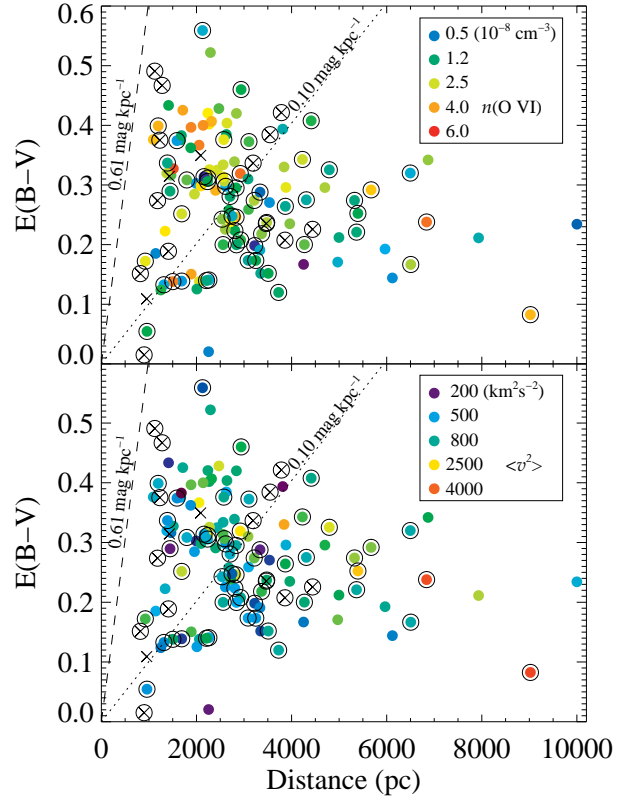 0.6
0.5
0.4
0.3
0.2
0.1
0.0
E(B−V)
0.61 mag kpc⁻¹
0.10 mag kpc⁻¹
0.5 (10⁻⁸ cm⁻³)
1.2
2.5
4.0 n(O VI)
6.0
0.5
0.4
0.3
0.2
0.1
0.0
E(B−V)
0.61 mag kpc⁻¹
0.10 mag kpc⁻¹
200 (km²s⁻²)
500
800
2500 <v²>
4000
0 2000 4000 6000 8000 10000
Distance (pc)